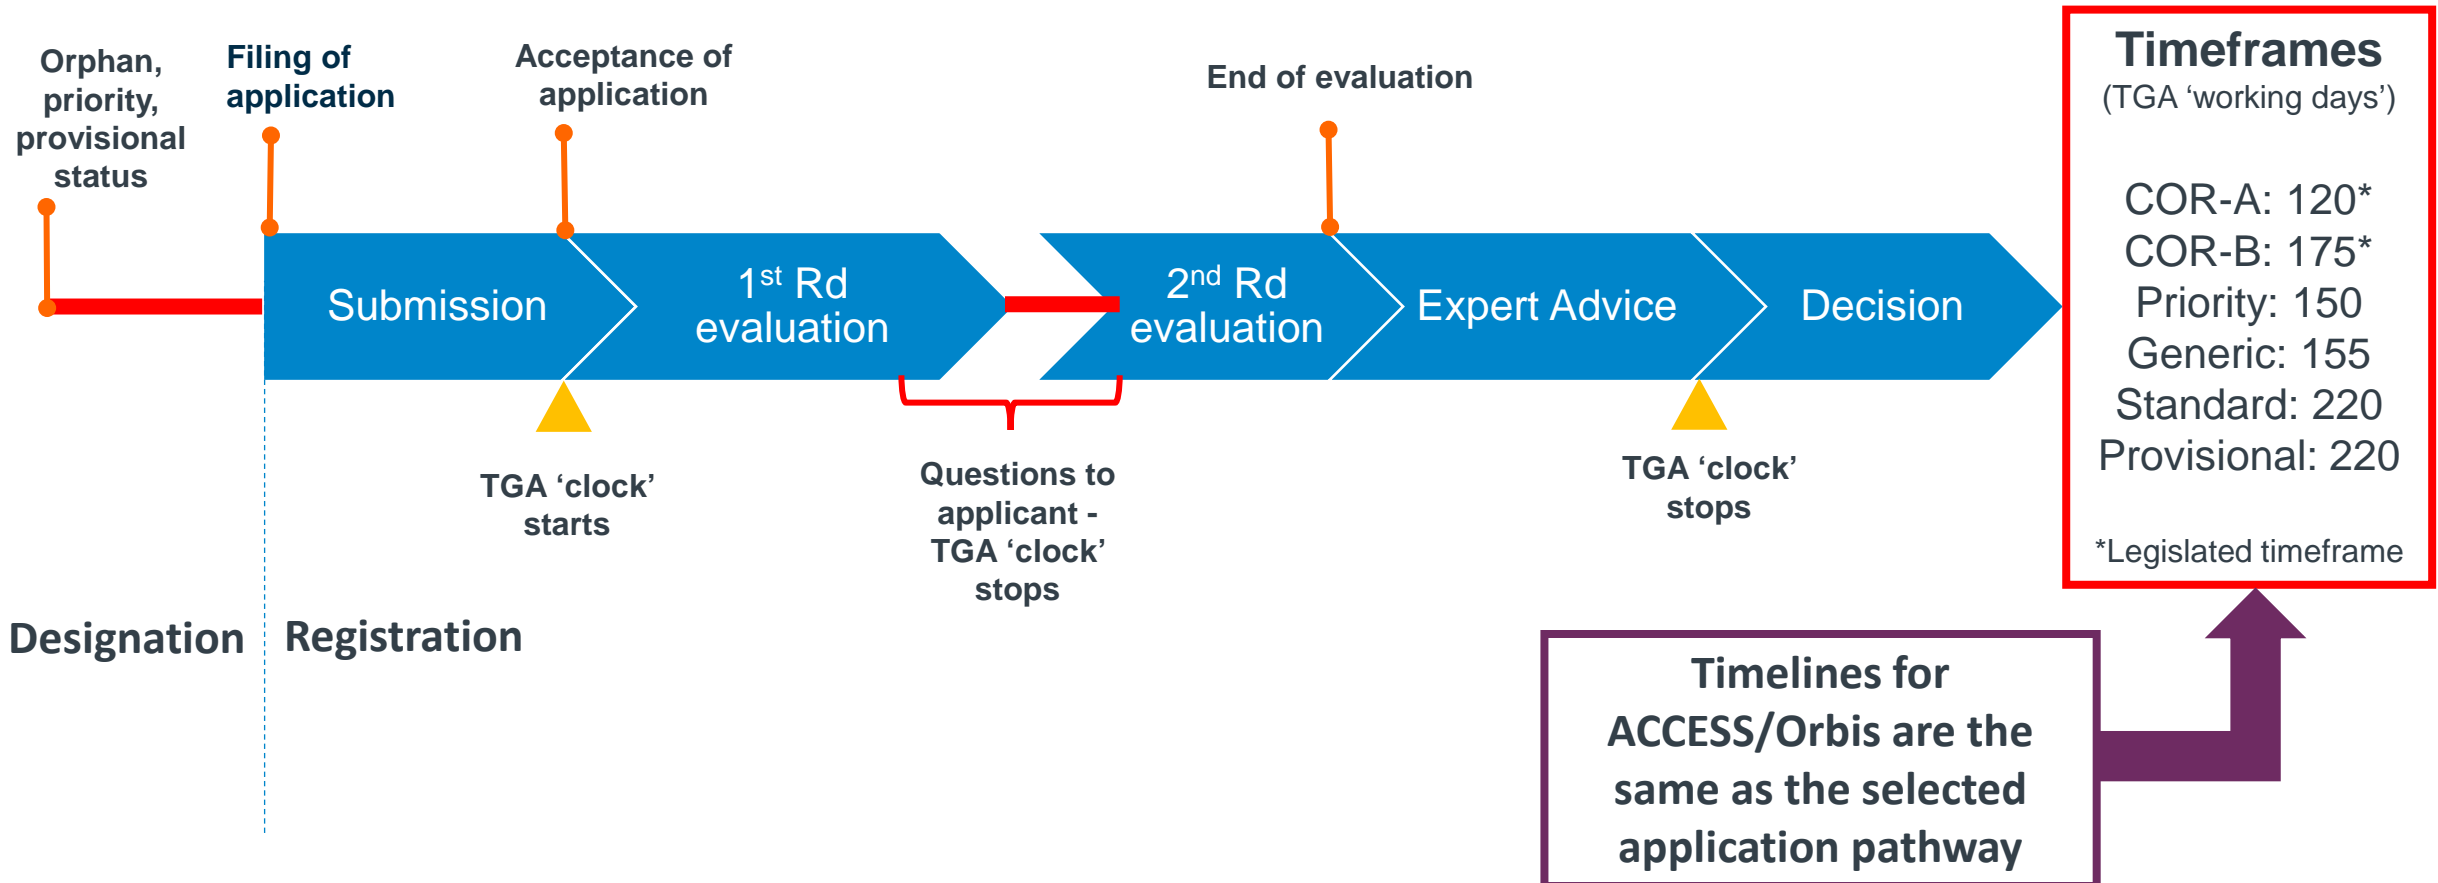 Orphan,
priority,
provisional
status
Filing of
application
Acceptance of
application
End of evaluation
Submission
1st Rd
evaluation
2nd Rd
evaluation
Expert Advice
Decision
TGA ‘clock’
starts
Questions to
applicant -
TGA ‘clock’
stops
TGA ‘clock’
stops
Designation
Registration
Timeframes
(TGA ‘working days’)
COR-A: 120*
COR-B: 175*
Priority: 150
Generic: 155
Standard: 220
Provisional: 220
*Legislated timeframe
Timelines for
ACCESS/Orbis are the
same as the selected
application pathway